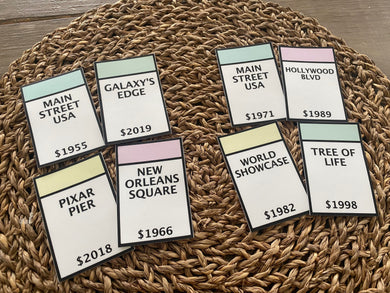 MAIN
STREET
USA
$1955
GALAXY'S
EDGE
$2019
PIXAR
PIER
$2018
NEW
ORLEANS
SQUARE
$1966
MAIN
STREET
USA
$1971
HOLLYWOOD
BLVD
$1989
WORLD
SHOWCASE
$1982
TREE OF
LIFE
$1998